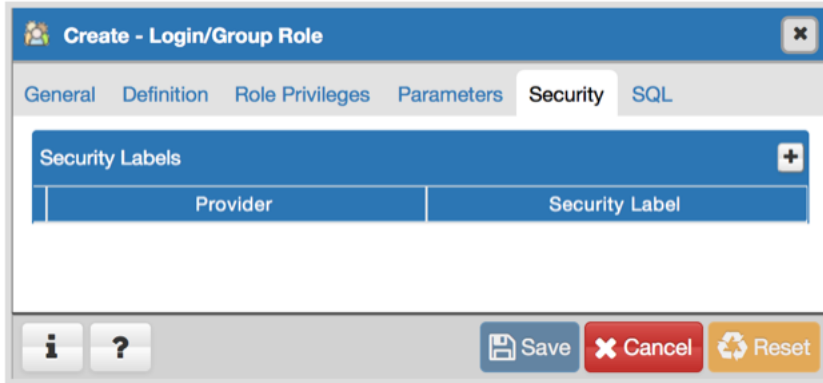 Create - Login/Group Role
General Definition Role Privileges Parameters Security SQL
Security Labels
Provider Security Label
i ? Save Cancel Reset